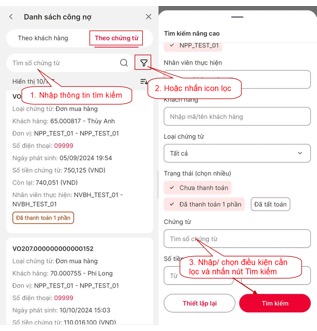 Danh sách công nợ
Theo khách hàng
Theo chứng từ
Tìm số chứng từ
Hiển thị 10/
1. Nhập thông tin tìm kiếm
2. Hoặc nhấn icon lọc
Loại chứng từ: Đơn mua hàng
Khách hàng: 65.000817 - Thùy Anh
Đơn vị: NPP_TEST_01 - NPP_TEST_01
Số điện thoại: 09999
Ngày phát sinh: 05/09/2024 19:54
Số tiền chứng từ: 750,125 (VND)
Còn lại: 740,051 (VND)
Nhân viên thực hiện: NVBH_TEST_01 -
NVBH_TEST_01
Đã thanh toán 1 phần
VO207.000000000000152
Loại chứng từ: Đơn mua hàng
Khách hàng: 70.000755 - Phi Long
Đơn vị: NPP_TEST_01 - NPP_TEST_01
Số điện thoại: 09999
Ngày phát sinh: 10/10/2024 15:03
Số tiền chứng từ: 110,016,100 (VND)
Tìm kiếm nâng cao
NPP_TEST_01
Nhân viên thực hiện
Khách hàng
Nhập mã/tên khách hàng
Loại chứng từ
Tất cả
Trạng thái (chọn nhiều)
Chưa thanh toán
Đã thanh toán 1 phần
Đã tất toán
Chứng từ
Tìm số chứng từ
Số tiền
Từ
3. Nhập/ chọn điều kiện cần
lọc và nhấn nút Tìm kiếm
Thiết lập lại
Tìm kiếm